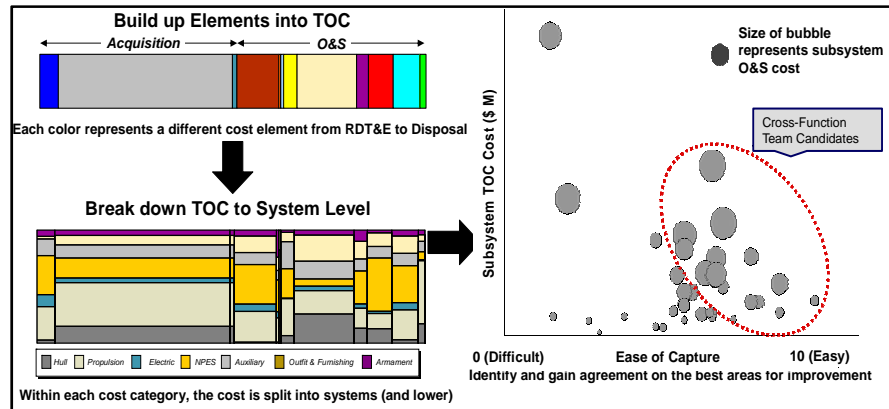 Build up Elements into TOC
Acquisition
O&S
Each color represents a different cost element from RDT&E to Disposal
Break down TOC to System Level
Hull
Propulsion
Electric
NPES
Auxiliary
Outfit & Furnishing
Armament
Within each cost category, the cost is split into systems (and lower)
Size of bubble
represents subsystem
O&S cost
Cross-Function
Team Candidates
Subsystem TOC Cost ($ M)
0 (Difficult)
Ease of Capture
10 (Easy)
Identify and gain agreement on the best areas for improvement